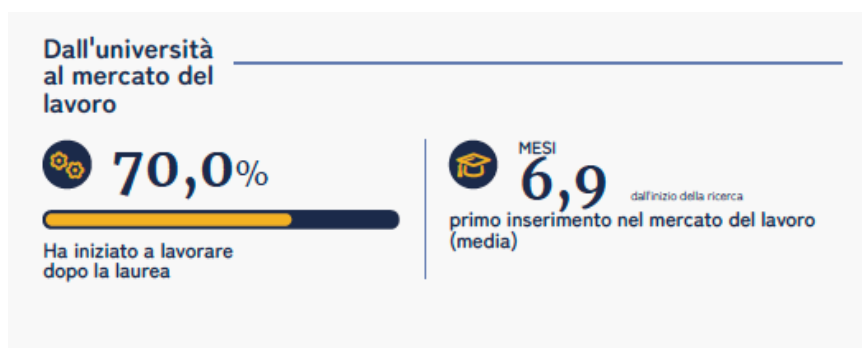 Dall'università
al mercato del
lavoro
70,0%
Ha iniziato a lavorare
dopo la laurea
MESI
6,9
dall'inizio della ricerca
primo inserimento nel mercato del lavoro
(media)